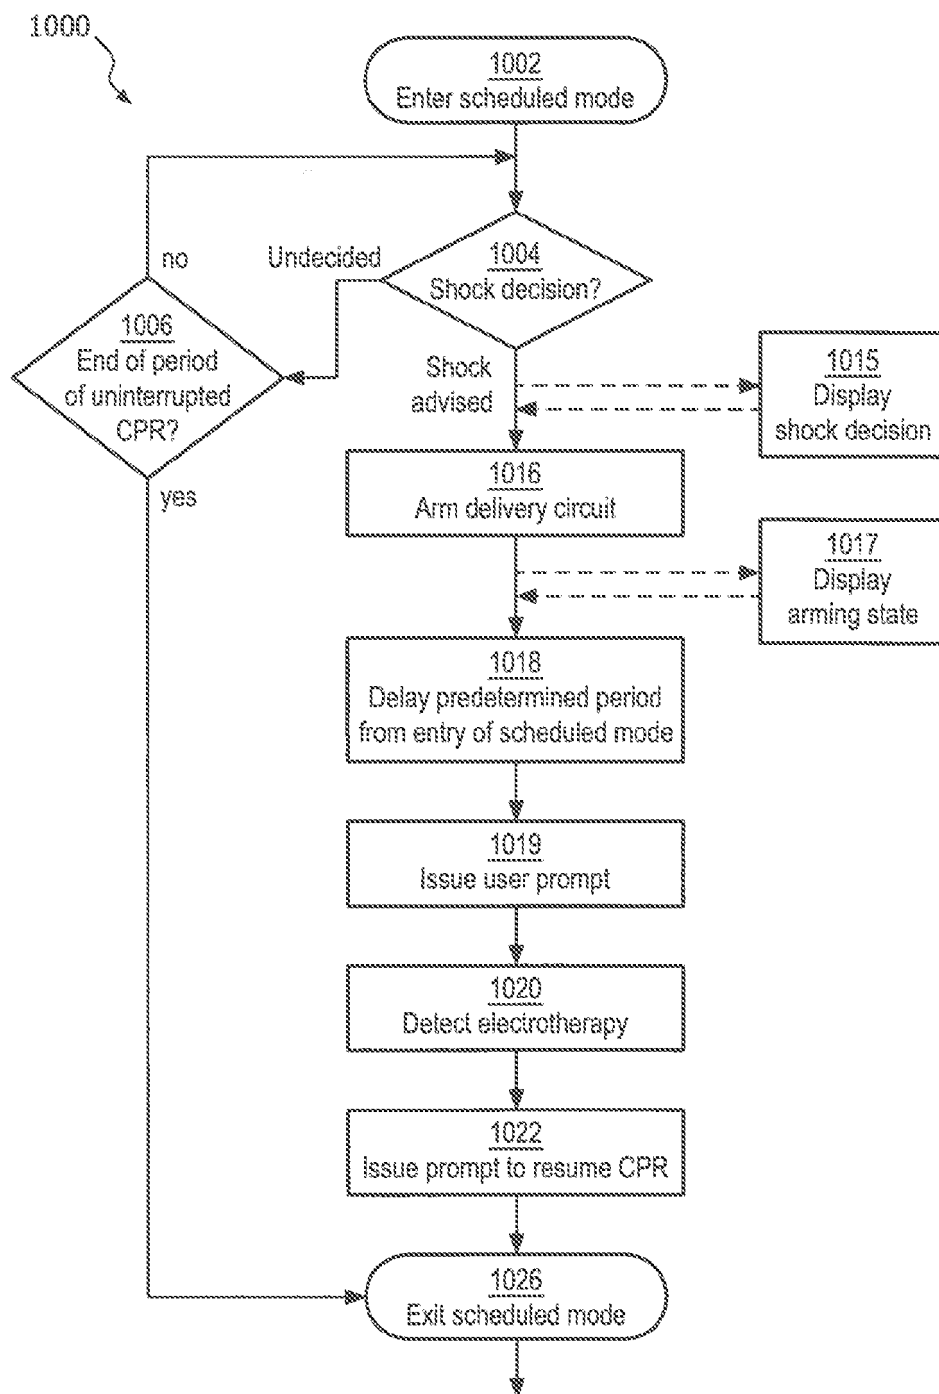 1000
1002
Enter scheduled mode
no
Undecided
1004
Shock decision?
1006
End of period
of uninterrupted
CPR?
Shock
advised
1015
Display
shock decision
yes
1016
Arm delivery circuit
1017
Display
arming state
1018
Delay predetermined period
from entry of scheduled mode
1019
Issue user prompt
1020
Detect electrotherapy
1022
Issue prompt to resume CPR
1026
Exit scheduled mode